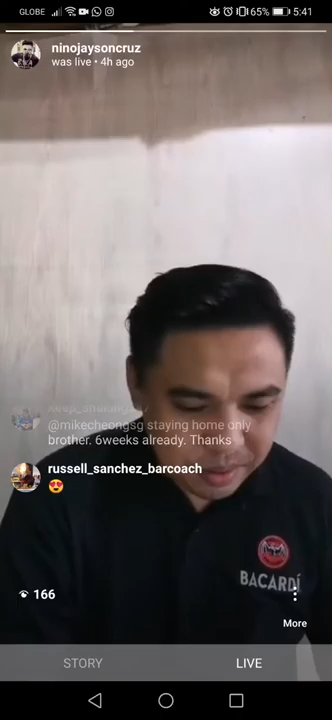 GLOBE
65% 5:41
ninojaysoncruz
was live • 4h ago
@mikecheongsg staying home only
brother. 6weeks already. Thanks
russell_sanchez_barcoach
😍
BACARDÍ
166
More
STORY LIVE